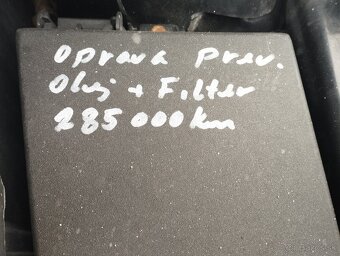 Oprava prev.
Olej + Filter
285 000 km